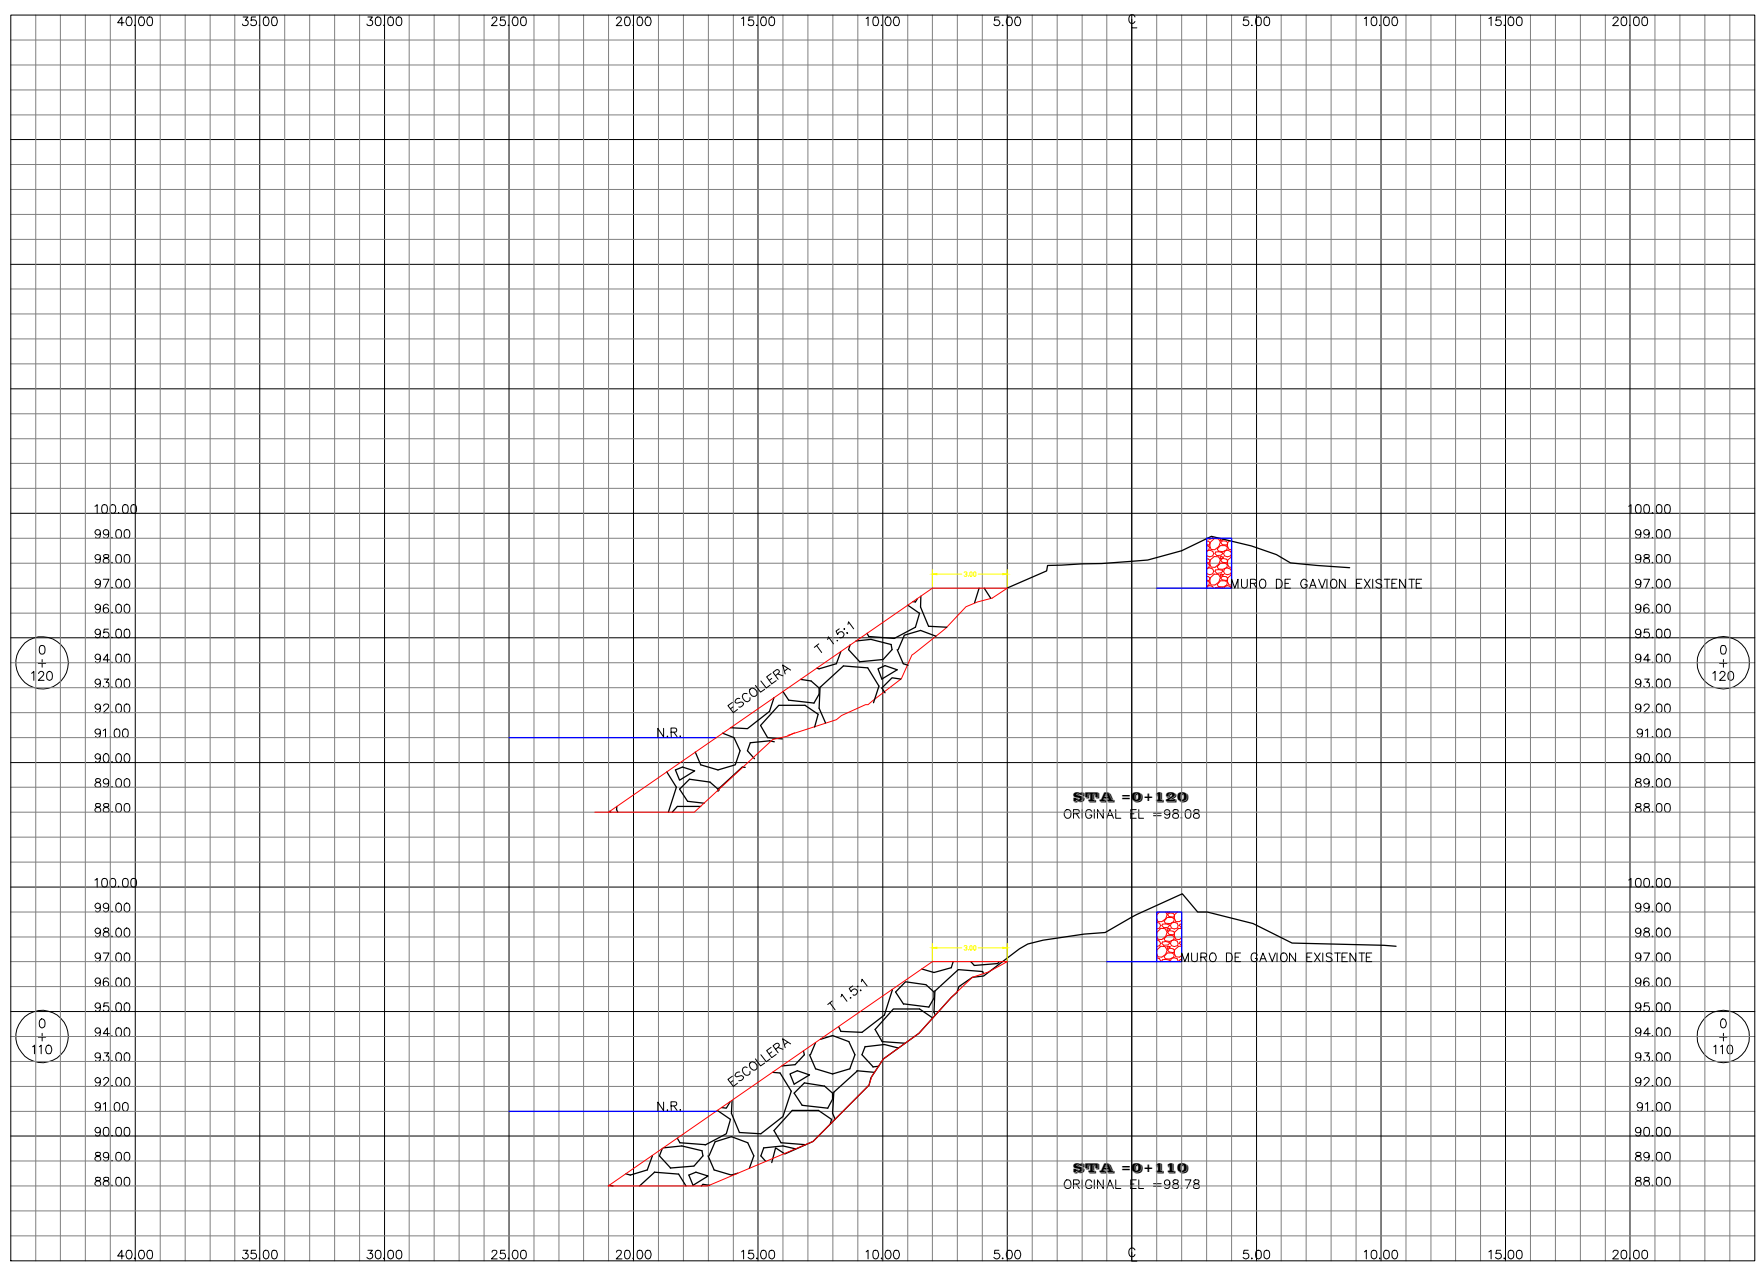 40.00 35.00 30.00 25.00 20.00 15.00 10.00 5.00 ℄ 5.00 10.00 15.00 20.00
100.00 100.00
99.00 99.00
98.00 98.00
3.00
97.00 MURO DE GAVION EXISTENTE 97.00
96.00 96.00
95.00 95.00
T 1.5:1
0
+
120
94.00 94.00
0
+
120
93.00 93.00
ESCOLLERA
92.00 92.00
91.00 N.R. 91.00
90.00 90.00
89.00 89.00
STA =0+120
88.00 ORIGINAL EL =98.08 88.00
100.00 100.00
99.00 99.00
98.00 98.00
3.00
97.00 MURO DE GAVION EXISTENTE 97.00
96.00 96.00
T 1.5:1
95.00 95.00
0
+
110
94.00 94.00
0
+
110
93.00 93.00
ESCOLLERA
92.00 92.00
91.00 N.R. 91.00
90.00 90.00
89.00 89.00
STA =0+110
88.00 ORIGINAL EL =98.78 88.00
40.00 35.00 30.00 25.00 20.00 15.00 10.00 5.00 ℄ 5.00 10.00 15.00 20.00